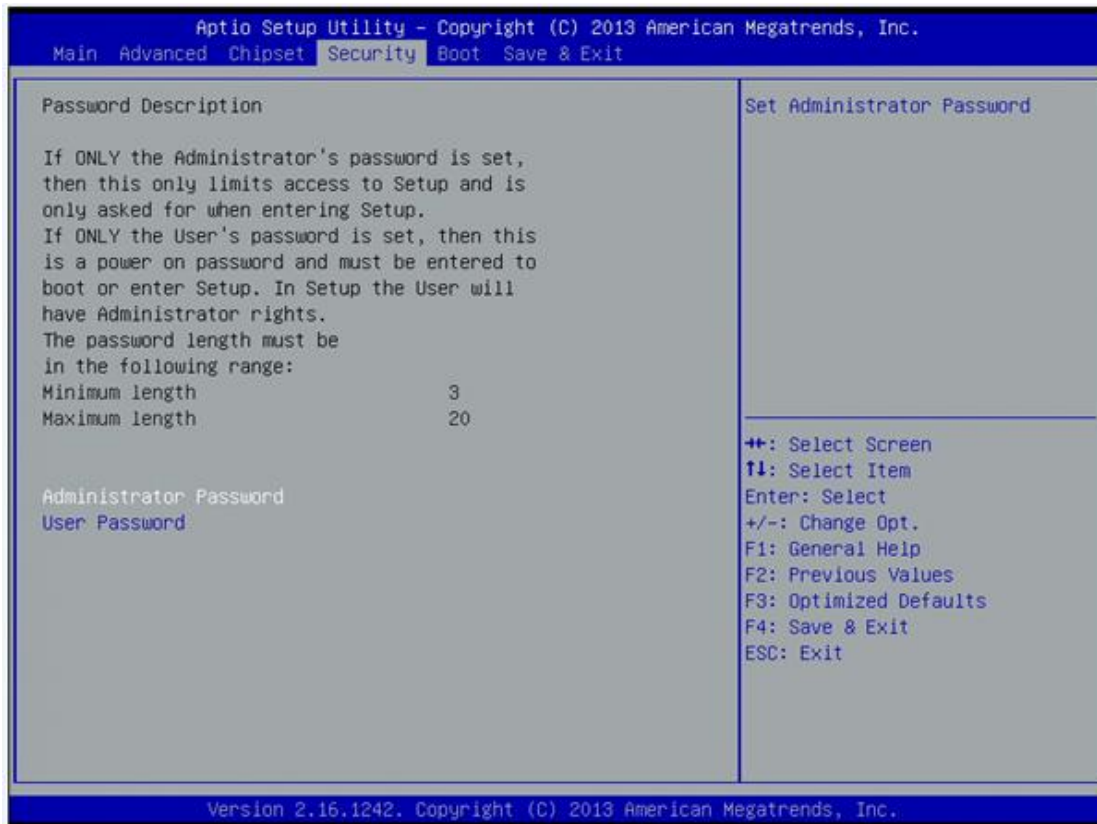 Aptio Setup Utility – Copyright (C) 2013 American Megatrends, Inc.
Main Advanced Chipset Security Boot Save & Exit
Password Description
If ONLY the Administrator's password is set,
then this only limits access to Setup and is
only asked for when entering Setup.
If ONLY the User's password is set, then this
is a power on password and must be entered to
boot or enter Setup. In Setup the User will
have Administrator rights.
The password length must be
in the following range:
Minimum length 3
Maximum length 20
Administrator Password
User Password
Set Administrator Password
→←: Select Screen
↑↓: Select Item
Enter: Select
+/-: Change Opt.
F1: General Help
F2: Previous Values
F3: Optimized Defaults
F4: Save & Exit
ESC: Exit
Version 2.16.1242. Copyright (C) 2013 American Megatrends, Inc.